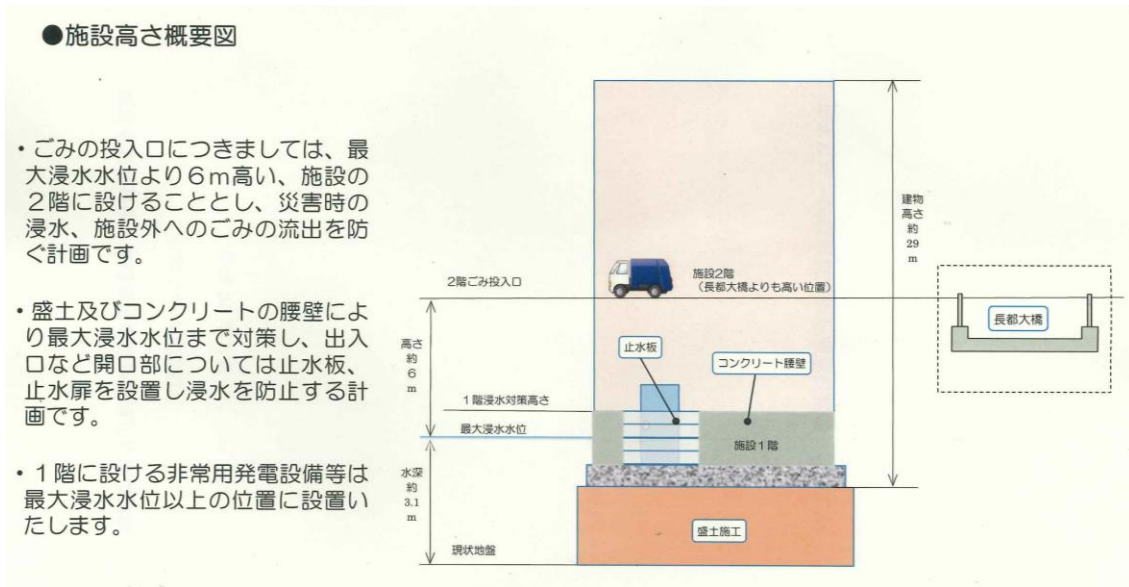 ●施設高さ概要図
・ごみの投入口につきましては、最
大浸水水位より６ｍ高い、施設の
２階に設けることとし、災害時の
浸水、施設外へのごみの流出を防
ぐ計画です。
・盛土及びコンクリートの腰壁によ
り最大浸水水位まで対策し、出入
口など開口部については止水板、
止水扉を設置し浸水を防止する計
画です。
・１階に設ける非常用発電設備等は
最大浸水水位以上の位置に設置い
たします。
2階ごみ投入口
施設2階
（長都大橋よりも高い位置）
建物
高さ
約
29
m
長都大橋
高さ
約
6
m
止水板
コンクリート腰壁
１階浸水対策高さ
最大浸水水位
施設１階
水深
約
3.1
m
盛土施工
現状地盤